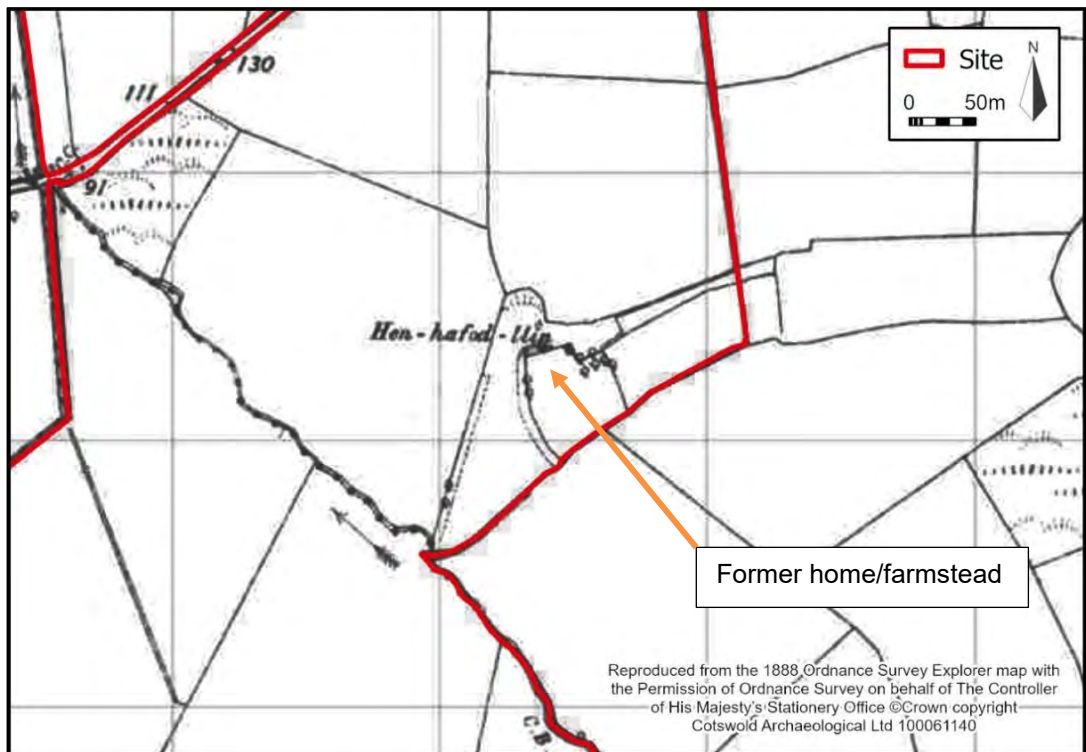 Site
N
0 50m
130
111
91
Hen-hafod-llin
Former home/farmstead
Reproduced from the 1888 Ordnance Survey Explorer map with
the Permission of Ordnance Survey on behalf of The Controller
of His Majesty's Stationery Office ©Crown copyright
Cotswold Archaeological Ltd 100061140
C.B.